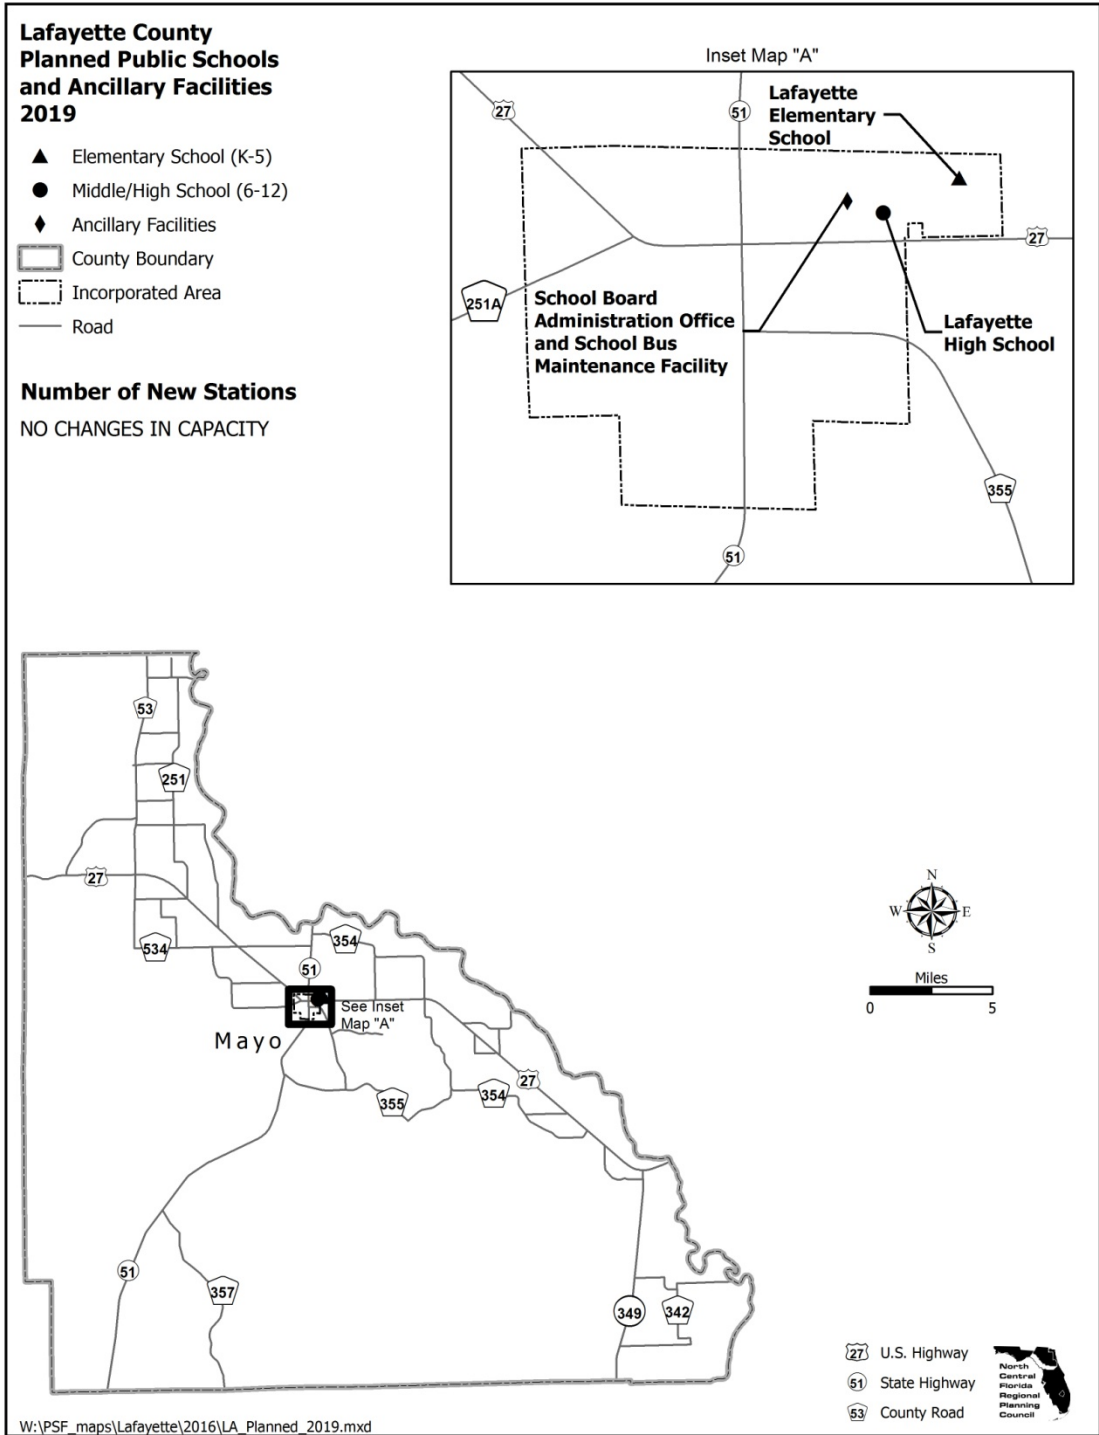 Lafayette County
Planned Public Schools
and Ancillary Facilities
2019
Elementary School (K-5)
Middle/High School (6-12)
Ancillary Facilities
County Boundary
Incorporated Area
Road
Number of New Stations
NO CHANGES IN CAPACITY
Inset Map "A"
27
51
Lafayette
Elementary
School
27
251A
School Board
Administration Office
and School Bus
Maintenance Facility
Lafayette
High School
355
51
53
251
27
534
354
51
See Inset
Map "A"
Mayo
27
354
355
51
357
349
342
N
W
E
S
Miles
0
5
27 U.S. Highway
51 State Highway
53 County Road
North
Central
Florida
Regional
Planning
Council
W:\PSF_maps\Lafayette\2016\LA_Planned_2019.mxd